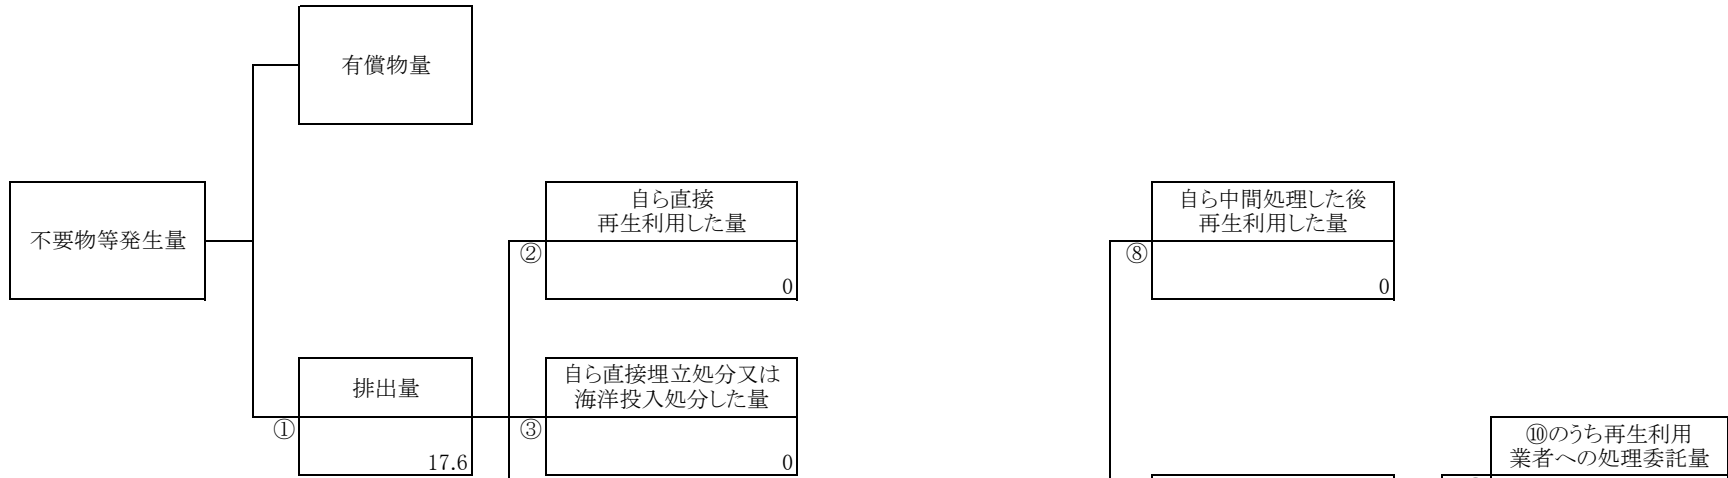 有償物量
不要物等発生量
自ら直接
再生利用した量
②
0
自ら中間処理した後
再生利用した量
⑧
0
排出量
①
17.6
自ら直接埋立処分又は
海洋投入処分した量
③
0
⑩のうち再生利用
業者への処理委託量